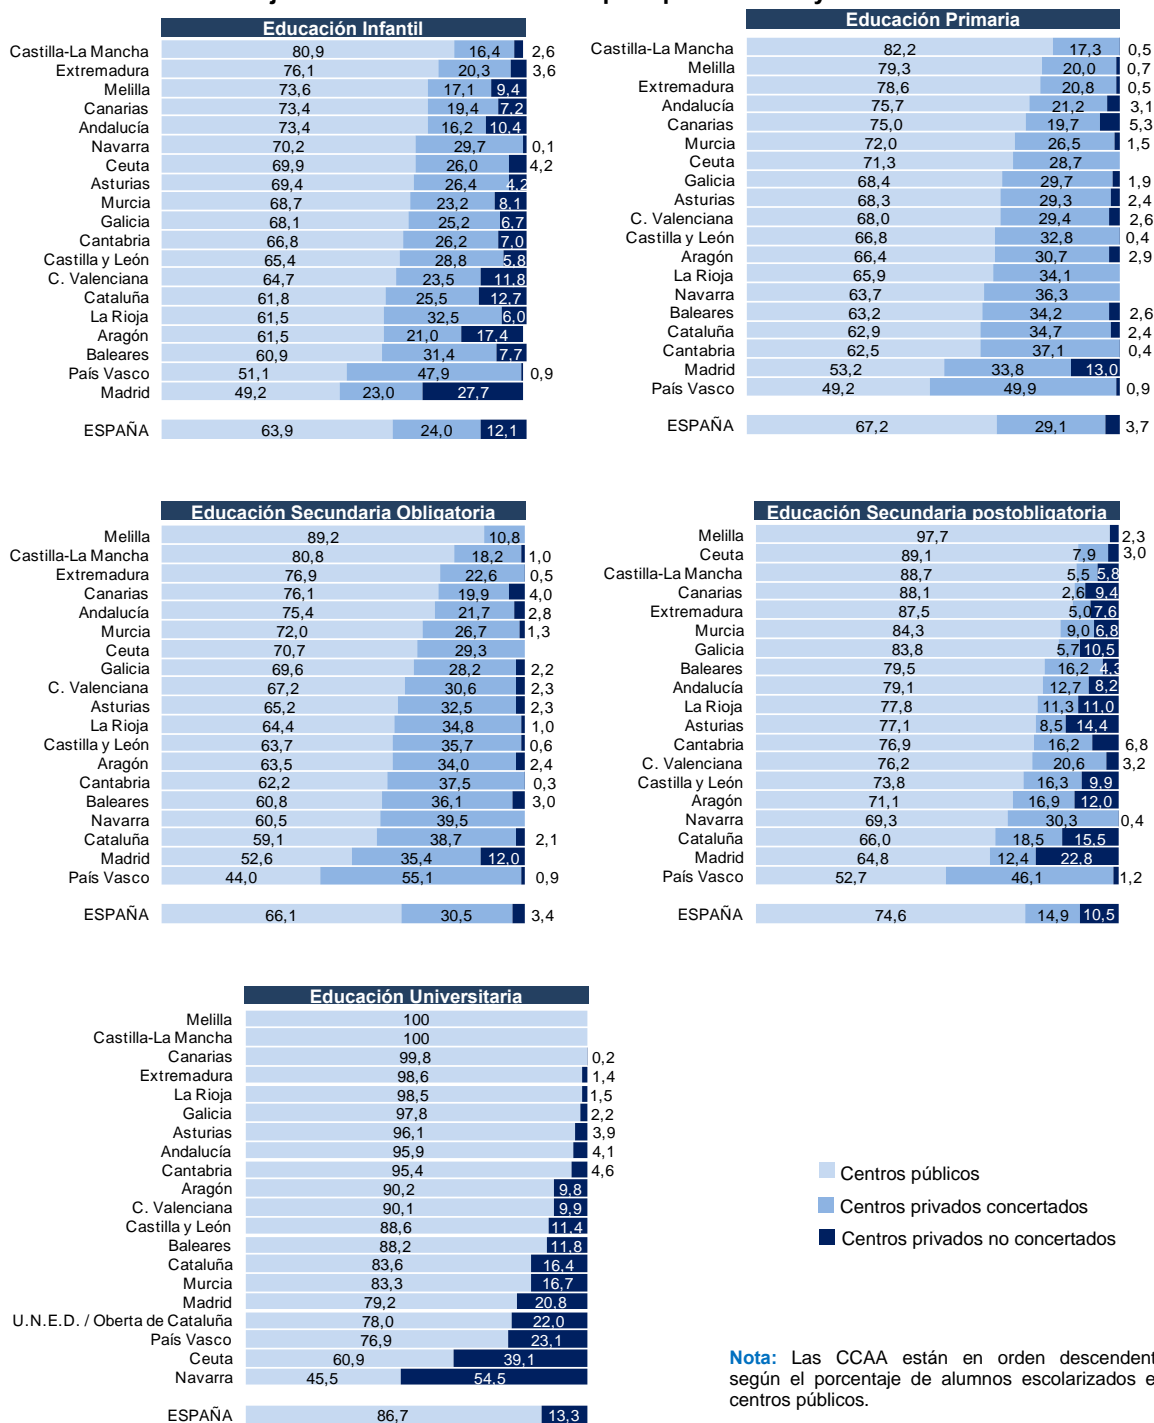 Educación Infantil
Castilla-La Mancha 80,9 16,4 2,6
Extremadura 76,1 20,3 3,6
Melilla 73,6 17,1 9,4
Canarias 73,4 19,4 7,2
Andalucía 73,4 16,2 10,4
Navarra 70,2 29,7 0,1
Ceuta 69,9 26,0 4,2
Asturias 69,4 26,4 4,2
Murcia 68,7 23,2 8,1
Galicia 68,1 25,2 6,7
Cantabria 66,8 26,2 7,0
Castilla y León 65,4 28,8 5,8
C. Valenciana 64,7 23,5 11,8
Cataluña 61,8 25,5 12,7
La Rioja 61,5 32,5 6,0
Aragón 61,5 21,0 17,4
Baleares 60,9 31,4 7,7
País Vasco 51,1 47,9 0,9
Madrid 49,2 23,0 27,7
ESPAÑA 63,9 24,0 12,1
Educación Primaria
Castilla-La Mancha 82,2 17,3 0,5
Melilla 79,3 20,0 0,7
Extremadura 78,6 20,8 0,5
Andalucía 75,7 21,2 3,1
Canarias 75,0 19,7 5,3
Murcia 72,0 26,5 1,5
Ceuta 71,3 28,7
Galicia 68,4 29,7 1,9
Asturias 68,3 29,3 2,4
C. Valenciana 68,0 29,4 2,6
Castilla y León 66,8 32,8 0,4
Aragón 66,4 30,7 2,9
La Rioja 65,9 34,1
Navarra 63,7 36,3
Baleares 63,2 34,2 2,6
Cataluña 62,9 34,7 2,4
Cantabria 62,5 37,1 0,4
Madrid 53,2 33,8 13,0
País Vasco 49,2 49,9 0,9
ESPAÑA 67,2 29,1 3,7
Educación Secundaria Obligatoria
Melilla 89,2 10,8
Castilla-La Mancha 80,8 18,2 1,0
Extremadura 76,9 22,6 0,5
Canarias 76,1 19,9 4,0
Andalucía 75,4 21,7 2,8
Murcia 72,0 26,7 1,3
Ceuta 70,7 29,3
Galicia 69,6 28,2 2,2
C. Valenciana 67,2 30,6 2,3
Asturias 65,2 32,5 2,3
La Rioja 64,4 34,8 1,0
Castilla y León 63,7 35,7 0,6
Aragón 63,5 34,0 2,4
Cantabria 62,2 37,5 0,3
Baleares 60,8 36,1 3,0
Navarra 60,5 39,5
Cataluña 59,1 38,7 2,1
Madrid 52,6 35,4 12,0
País Vasco 44,0 55,1 0,9
ESPAÑA 66,1 30,5 3,4
Educación Secundaria postobligatoria
Melilla 97,7 2,3
Ceuta 89,1 7,9 3,0
Castilla-La Mancha 88,7 5,5 5,8
Canarias 88,1 2,6 9,4
Extremadura 87,5 5,0 7,6
Murcia 84,3 9,0 6,8
Galicia 83,8 5,7 10,5
Baleares 79,5 16,2 4,3
Andalucía 79,1 12,7 8,2
La Rioja 77,8 11,3 11,0
Asturias 77,1 8,5 14,4
Cantabria 76,9 16,2 6,8
C. Valenciana 76,2 20,6 3,2
Castilla y León 73,8 16,3 9,9
Aragón 71,1 16,9 12,0
Navarra 69,3 30,3 0,4
Cataluña 66,0 18,5 15,5
Madrid 64,8 12,4 22,8
País Vasco 52,7 46,1 1,2
ESPAÑA 74,6 14,9 10,5
Educación Universitaria
Melilla 100
Castilla-La Mancha 100
Canarias 99,8 0,2
Extremadura 98,6 1,4
La Rioja 98,5 1,5
Galicia 97,8 2,2
Asturias 96,1 3,9
Andalucía 95,9 4,1
Cantabria 95,4 4,6
Aragón 90,2 9,8
C. Valenciana 90,1 9,9
Castilla y León 88,6 11,4
Baleares 88,2 11,8
Cataluña 83,6 16,4
Murcia 83,3 16,7
Madrid 79,2 20,8
U.N.E.D. / Oberta de Cataluña 78,0 22,0
País Vasco 76,9 23,1
Ceuta 60,9 39,1
Navarra 45,5 54,5
ESPAÑA 86,7 13,3
Centros públicos
Centros privados concertados
Centros privados no concertados
Nota: Las CCAA están en orden descendent
según el porcentaje de alumnos escolarizados e
centros públicos.